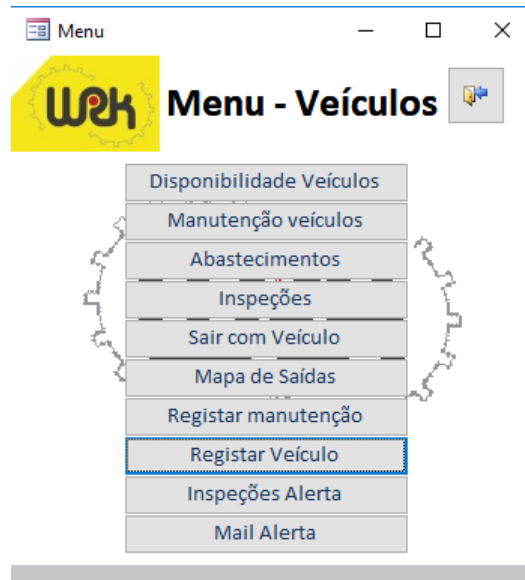 Menu
WRK
Menu - Veículos
Disponibilidade Veículos
Manutenção veículos
Abastecimentos
Inspeções
Sair com Veículo
Mapa de Saídas
Registar manutenção
Registar Veículo
Inspeções Alerta
Mail Alerta